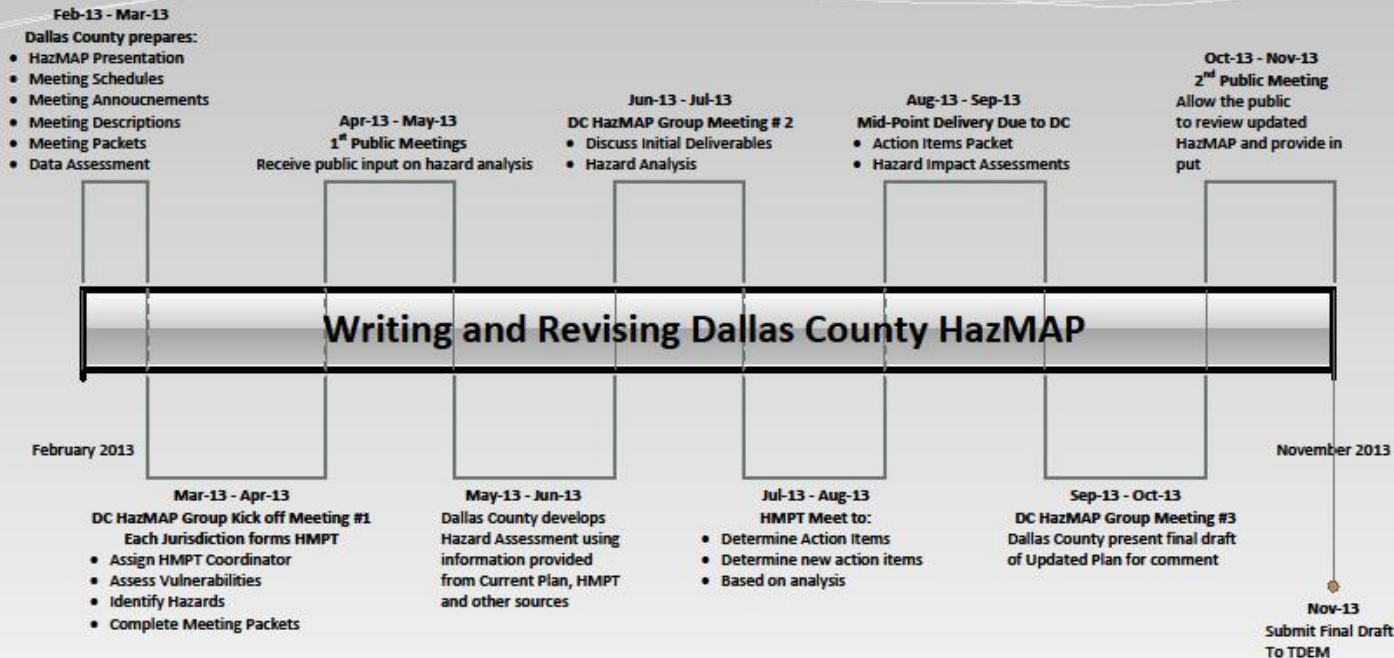 Feb-13 - Mar-13
Dallas County prepares:
• HazMAP Presentation
• Meeting Schedules
• Meeting Annoucnements
• Meeting Descriptions
• Meeting Packets
• Data Assessment
Apr-13 - May-13
1st Public Meetings
Receive public input on hazard analysis
Jun-13 - Jul-13
DC HazMAP Group Meeting # 2
• Discuss Initial Deliverables
• Hazard Analysis
Aug-13 - Sep-13
Mid-Point Delivery Due to DC
• Action Items Packet
• Hazard Impact Assessments
Oct-13 - Nov-13
2nd Public Meeting
Allow the public
to review updated
HazMAP and provide in
put
Writing and Revising Dallas County HazMAP
February 2013
November 2013
Mar-13 - Apr-13
DC HazMAP Group Kick off Meeting #1
Each Jurisdiction forms HMPT
• Assign HMPT Coordinator
• Assess Vulnerabilities
• Identify Hazards
• Complete Meeting Packets
May-13 - Jun-13
Dallas County develops
Hazard Assessment using
information provided
from Current Plan, HMPT
and other sources
Jul-13 - Aug-13
HMPT Meet to:
• Determine Action Items
• Determine new action items
• Based on analysis
Sep-13 - Oct-13
DC HazMAP Group Meeting #3
Dallas County present final draft
of Updated Plan for comment
Nov-13
Submit Final Draft
To TDEM